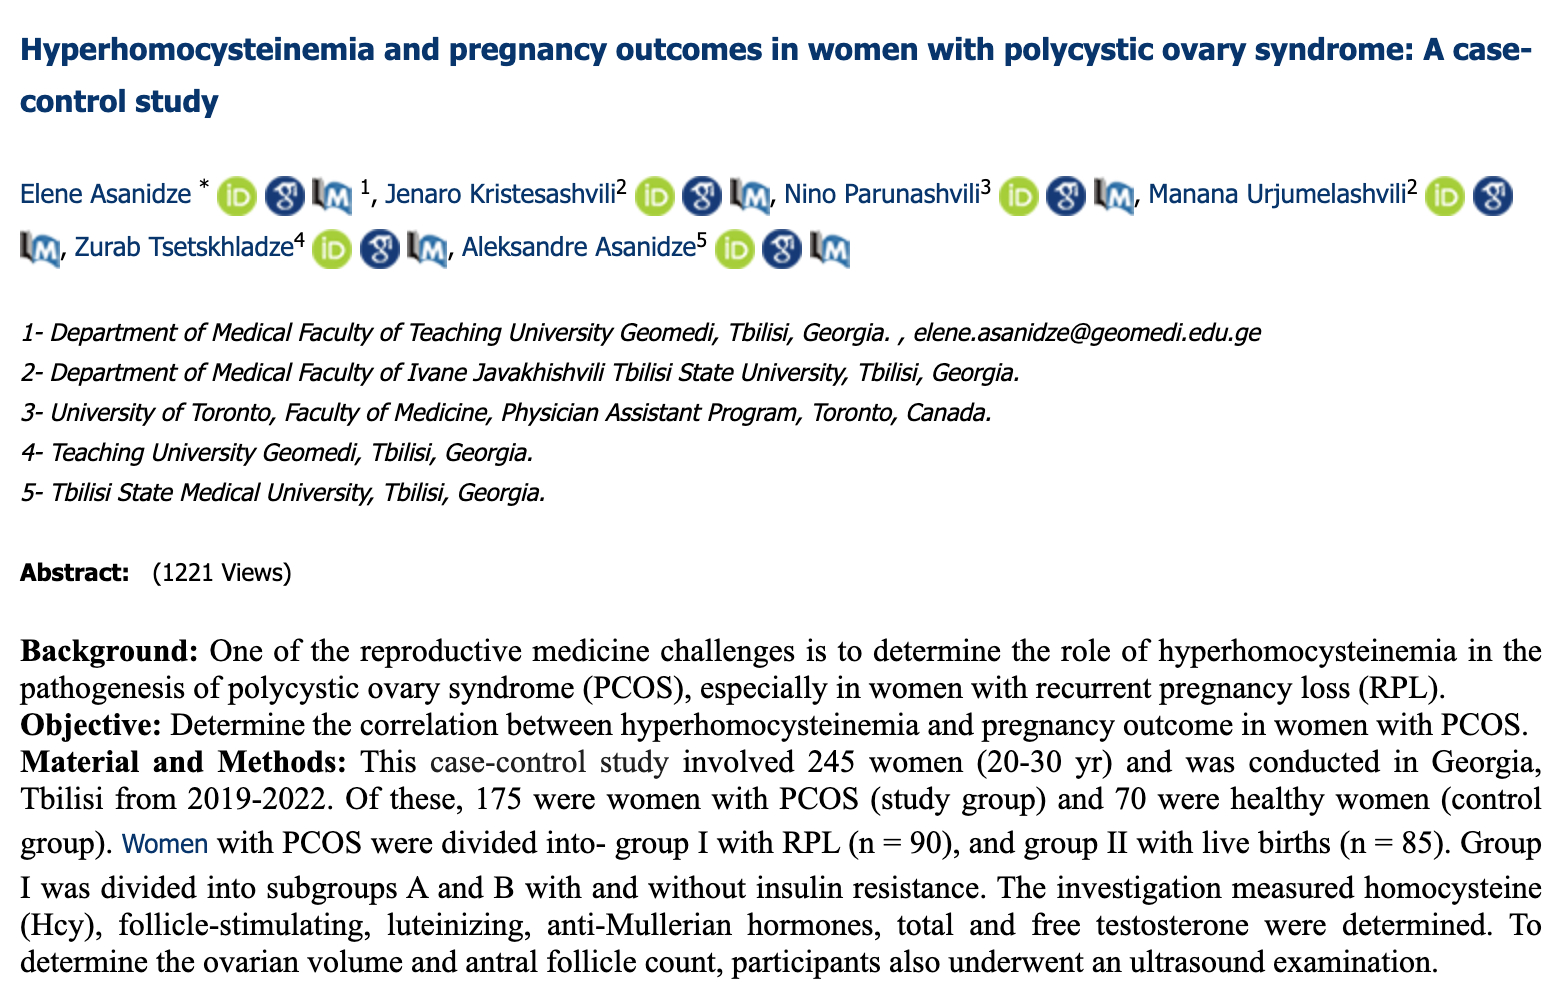 Hyperhomocysteinemia and pregnancy outcomes in women with polycystic ovary syndrome: A case-
control study
Elene Asanidze * 1, Jenaro Kristesashvili2, Nino Parunashvili3, Manana Urjumelashvili2
, Zurab Tsetskhladze4, Aleksandre Asanidze5
1- Department of Medical Faculty of Teaching University Geomedi, Tbilisi, Georgia. , elene.asanidze@geomedi.edu.ge
2- Department of Medical Faculty of Ivane Javakhishvili Tbilisi State University, Tbilisi, Georgia.
3- University of Toronto, Faculty of Medicine, Physician Assistant Program, Toronto, Canada.
4- Teaching University Geomedi, Tbilisi, Georgia.
5- Tbilisi State Medical University, Tbilisi, Georgia.
Abstract: (1221 Views)
Background: One of the reproductive medicine challenges is to determine the role of hyperhomocysteinemia in the
pathogenesis of polycystic ovary syndrome (PCOS), especially in women with recurrent pregnancy loss (RPL).
Objective: Determine the correlation between hyperhomocysteinemia and pregnancy outcome in women with PCOS.
Material and Methods: This case-control study involved 245 women (20-30 yr) and was conducted in Georgia,
Tbilisi from 2019-2022. Of these, 175 were women with PCOS (study group) and 70 were healthy women (control
group). Women with PCOS were divided into- group I with RPL (n = 90), and group II with live births (n = 85). Group
I was divided into subgroups A and B with and without insulin resistance. The investigation measured homocysteine
(Hcy), follicle-stimulating, luteinizing, anti-Mullerian hormones, total and free testosterone were determined. To
determine the ovarian volume and antral follicle count, participants also underwent an ultrasound examination.